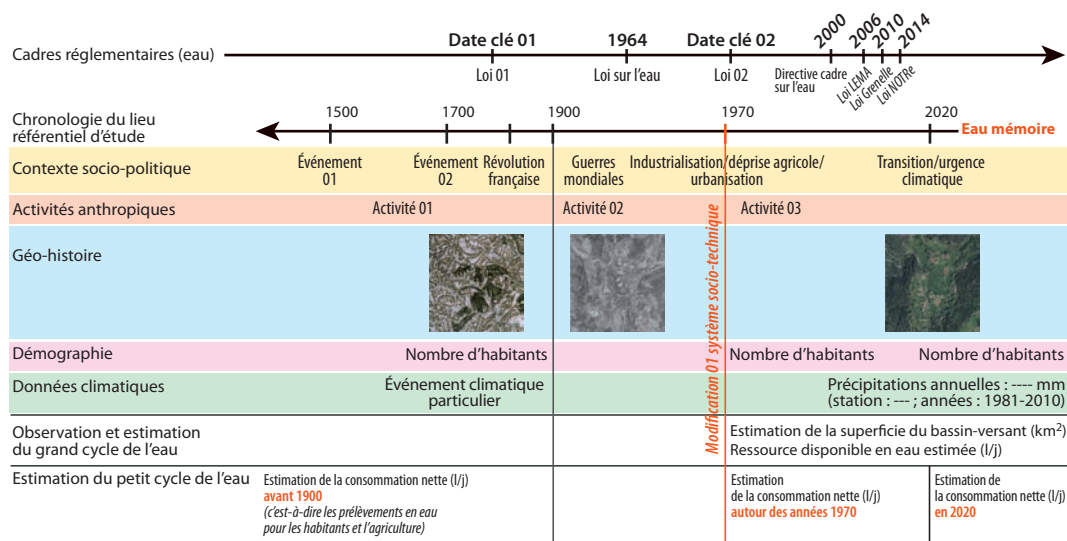 Cadres réglementaires (eau)
Date clé 01
1964
Date clé 02
2000
2006
2010
2014
Loi 01
Loi sur l'eau
Loi 02
Directive cadre
sur l'eau
Loi LEMA
Loi Grenelle
Loi NOTRe
Chronologie du lieu
référentiel d'étude
1500
1700
1900
1970
2020
Eau mémoire
Contexte socio-politique
Événement
01
Événement
02
Révolution
française
Guerres
mondiales
Industrialisation/déprise agricole/
urbanisation
Transition/urgence
climatique
Activités anthropiques
Activité 01
Activité 02
Activité 03
Modification 01 système socio-technique
Géo-histoire
Démographie
Nombre d'habitants
Nombre d'habitants
Nombre d'habitants
Données climatiques
Événement climatique
particulier
Précipitations annuelles : ---- mm
(station : --- ; années : 1981-2010)
Observation et estimation
du grand cycle de l'eau
Estimation de la superficie du bassin-versant (km²)
Ressource disponible en eau estimée (l/j)
Estimation du petit cycle de l'eau
Estimation de la consommation nette (l/j)
avant 1900
(c'est-à-dire les prélèvements en eau
pour les habitants et l'agriculture)
Estimation
de la consommation nette (l/j)
autour des années 1970
Estimation de
la consommation nette (l/j)
en 2020